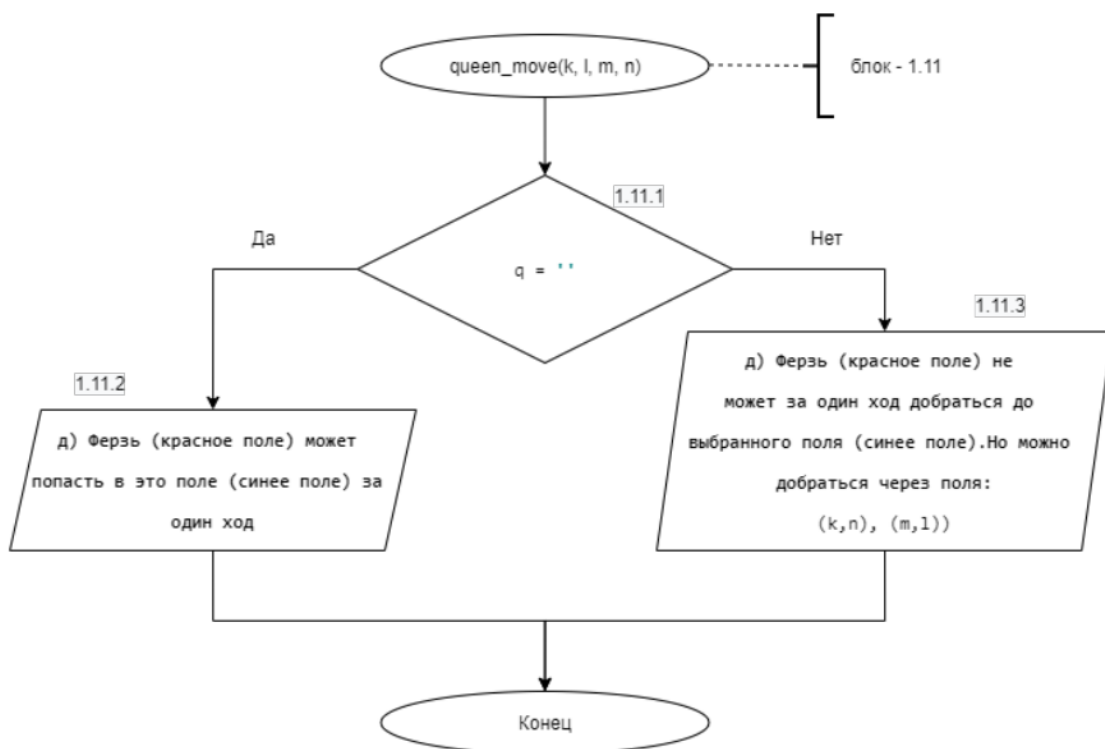 queen_move(k, l, m, n)
блок - 1.11
1.11.1
Да
Нет
q = ' '
1.11.3
д) Ферзь (красное поле) не
может за один ход добраться до
выбранного поля (синее поле).Но можно
добраться через поля:
(k,n), (m,l))
1.11.2
д) Ферзь (красное поле) может
попасть в это поле (синее поле) за
один ход
Конец